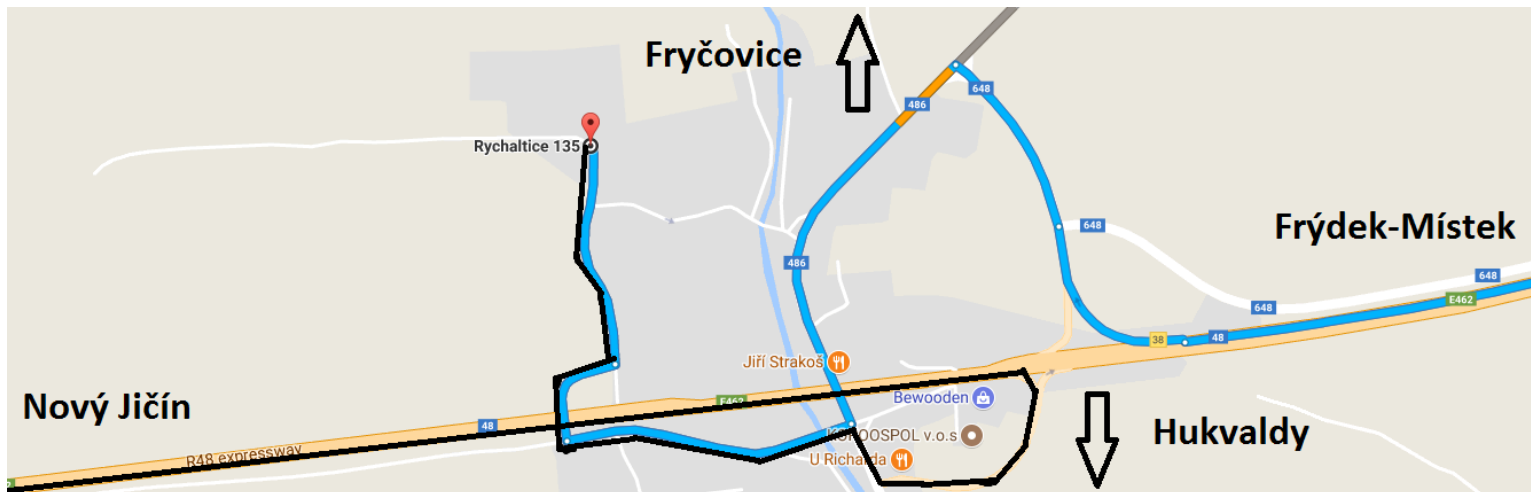 Fryčovice
648
486
Rychaltice 135
648
Frýdek-Místek
486
648
E462
648
38
48
Jiří Strakoš
Nový Jičín
E462
Bewooden
48
Hukvaldy
v.o.s
R48 expressway
U Richarda